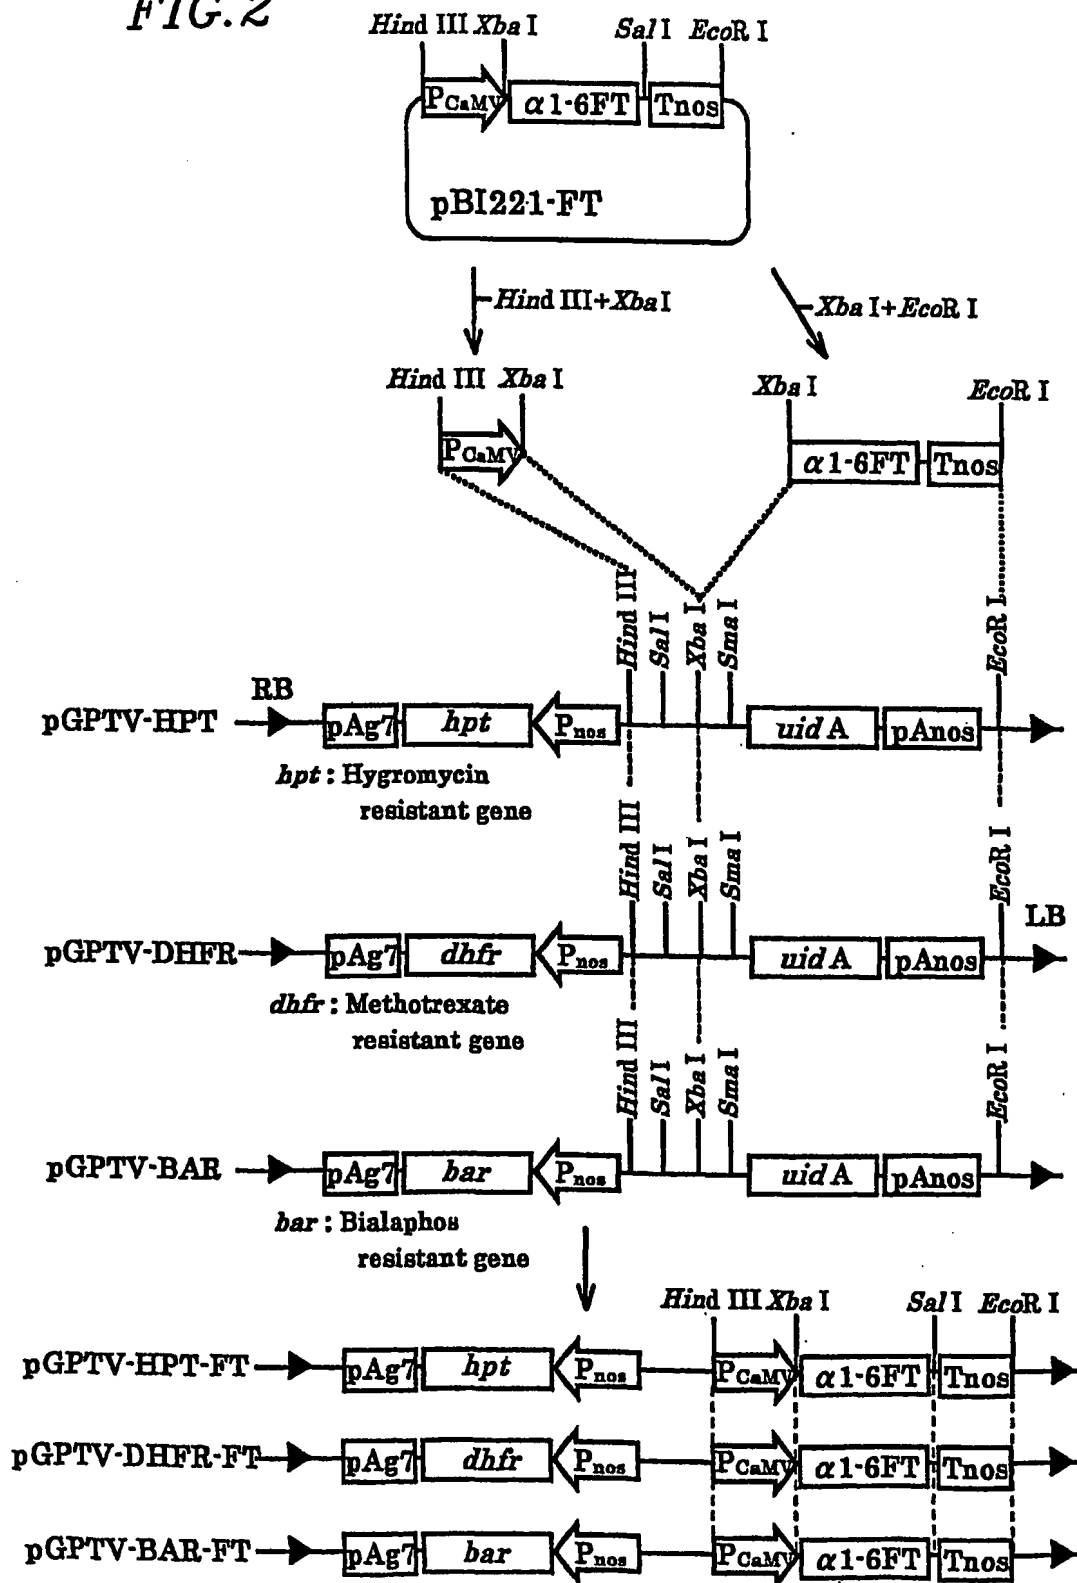 FIG. 2
Hind III Xba I Sal I EcoR I
PCaMV α1-6FT Tnos
pBI221-FT
Hind III+Xba I Xba I+EcoR I
Hind III Xba I Xba I EcoR I
PCaMV α1-6FT Tnos
Hind III Sal I Xba I Sma I EcoR I
RB
pGPTV-HPT pAg7 hpt Pnos uid A pAnos
hpt : Hygromycin
resistant gene
Hind III Sal I Xba I Sma I EcoR I
LB
pGPTV-DHFR pAg7 dhfr Pnos uid A pAnos
dhfr : Methotrexate
resistant gene
Hind III Sal I Xba I Sma I EcoR I
pGPTV-BAR pAg7 bar Pnos uid A pAnos
bar : Bialaphos
resistant gene
Hind III Xba I Sal I EcoR I
pGPTV-HPT-FT pAg7 hpt Pnos PCaMV α1-6FT Tnos
pGPTV-DHFR-FT pAg7 dhfr Pnos PCaMV α1-6FT Tnos
pGPTV-BAR-FT pAg7 bar Pnos PCaMV α1-6FT Tnos